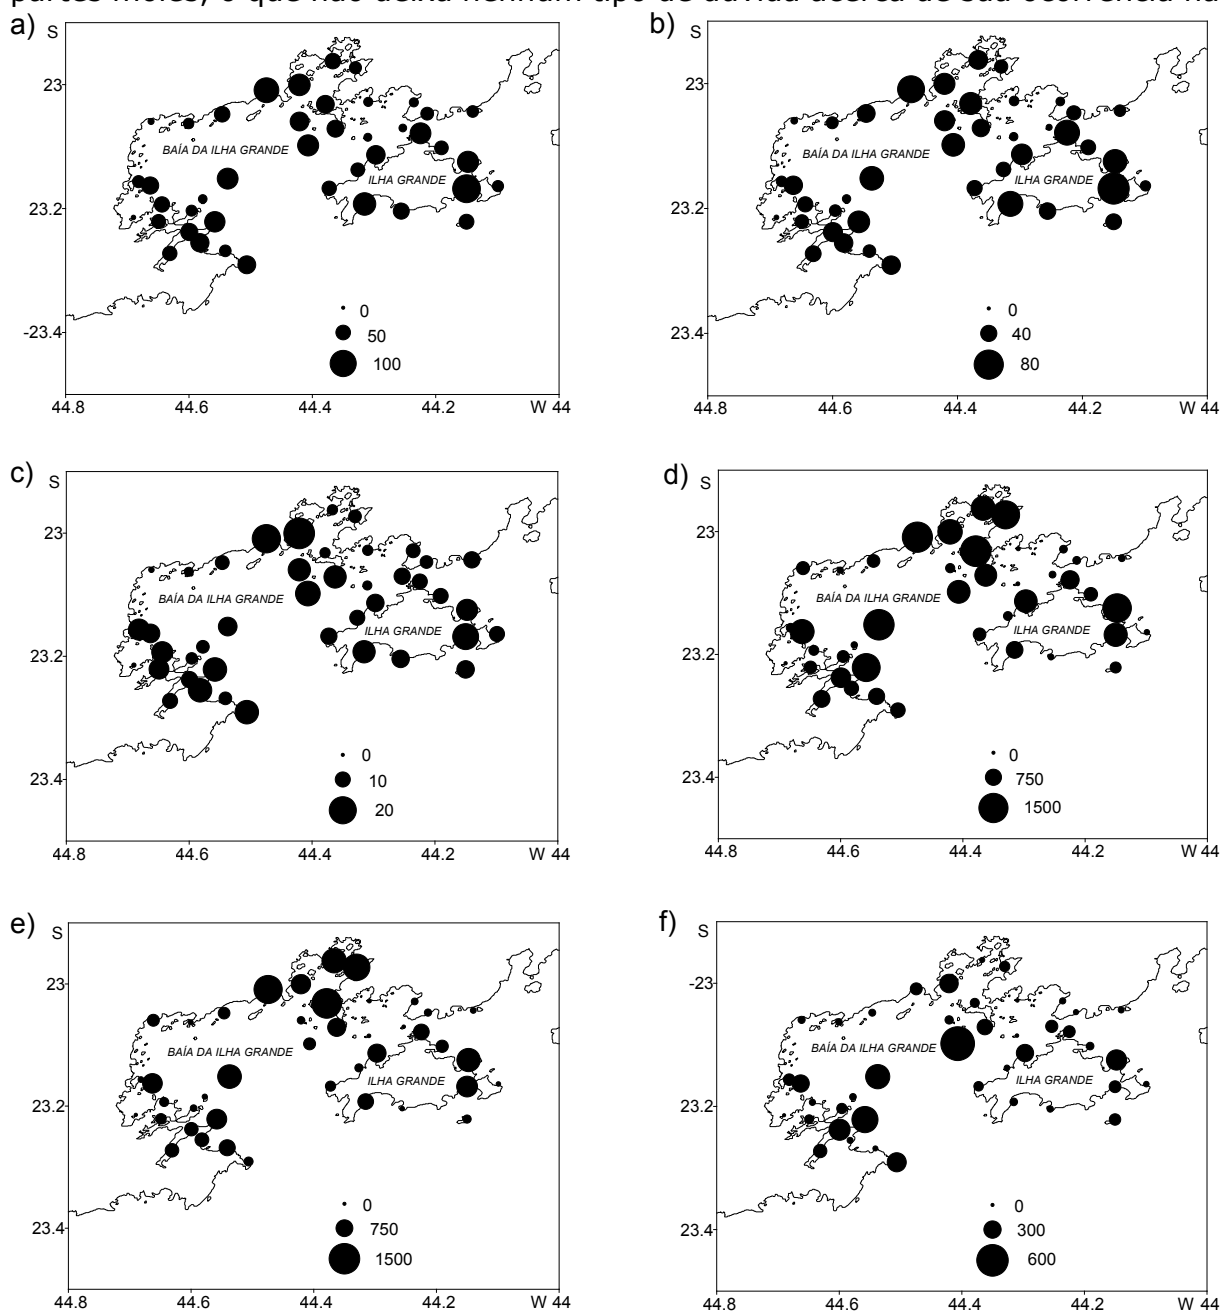 partes moles, o que não deixa nenhum tipo de dúvida acerca de sua ocorrência na
a)
S
23
23.2
-23.4
BAÍA DA ILHA GRANDE
ILHA GRANDE
0
50
100
44.8 44.6 44.4 44.2 W 44
b)
S
23
23.2
23.4
BAÍA DA ILHA GRANDE
ILHA GRANDE
0
40
80
44.8 44.6 44.4 44.2 W 44
c)
S
23
23.2
23.4
BAÍA DA ILHA GRANDE
ILHA GRANDE
0
10
20
44.8 44.6 44.4 44.2 W 44
d)
S
23
23.2
23.4
BAÍA DA ILHA GRANDE
ILHA GRANDE
0
750
1500
44.8 44.6 44.4 44.2 W 44
e)
S
23
23.2
23.4
BAÍA DA ILHA GRANDE
ILHA GRANDE
0
750
1500
44.8 44.6 44.4 44.2 W 44
f)
S
-23
23.2
23.4
BAÍA DA ILHA GRANDE
ILHA GRANDE
0
300
600
44.8 44.6 44.4 44.2 W 44